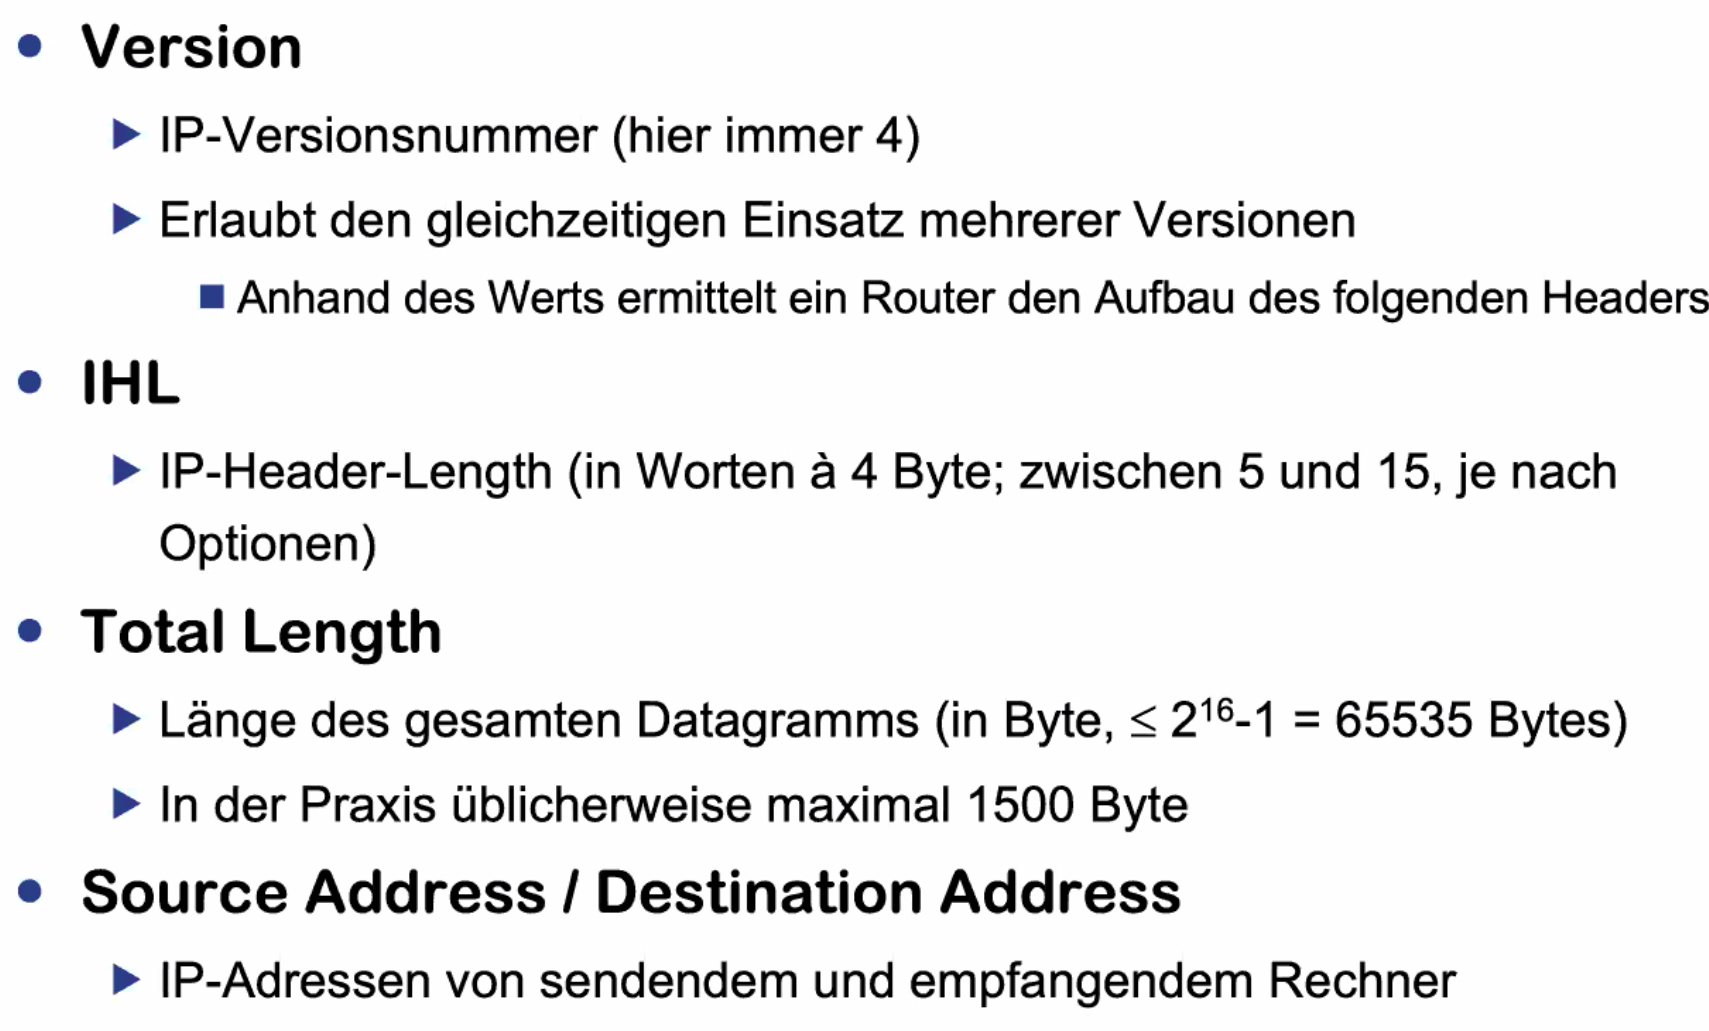 Version
IP-Versionsnummer (hier immer 4)
Erlaubt den gleichzeitigen Einsatz mehrerer Versionen
Anhand des Werts ermittelt ein Router den Aufbau des folgenden Headers
IHL
IP-Header-Length (in Worten à 4 Byte; zwischen 5 und 15, je nach
Optionen)
Total Length
Länge des gesamten Datagramms (in Byte, ≤ 2¹⁶-1 = 65535 Bytes)
In der Praxis üblicherweise maximal 1500 Byte
Source Address / Destination Address
IP-Adressen von sendendem und empfangendem Rechner